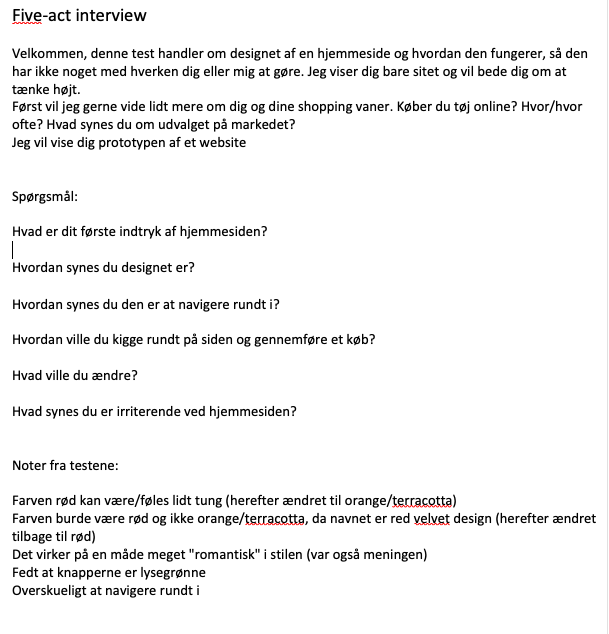 Five-act interview
Velkommen, denne test handler om designet af en hjemmeside og hvordan den fungerer, så den
har ikke noget med hverken dig eller mig at gøre. Jeg viser dig bare sitet og vil bede dig om at
tænke højt.
Først vil jeg gerne vide lidt mere om dig og dine shopping vaner. Køber du tøj online? Hvor/hvor
ofte? Hvad synes du om udvalget på markedet?
Jeg vil vise dig prototypen af et website
Spørgsmål:
Hvad er dit første indtryk af hjemmesiden?
Hvordan synes du designet er?
Hvordan synes du den er at navigere rundt i?
Hvordan ville du kigge rundt på siden og gennemføre et køb?
Hvad ville du ændre?
Hvad synes du er irriterende ved hjemmesiden?
Noter fra testene:
Farven rød kan være/føles lidt tung (herefter ændret til orange/terracotta)
Farven burde være rød og ikke orange/terracotta, da navnet er red velvet design (herefter ændret
tilbage til rød)
Det virker på en måde meget "romantisk" i stilen (var også meningen)
Fedt at knapperne er lysegrønne
Overskueligt at navigere rundt i